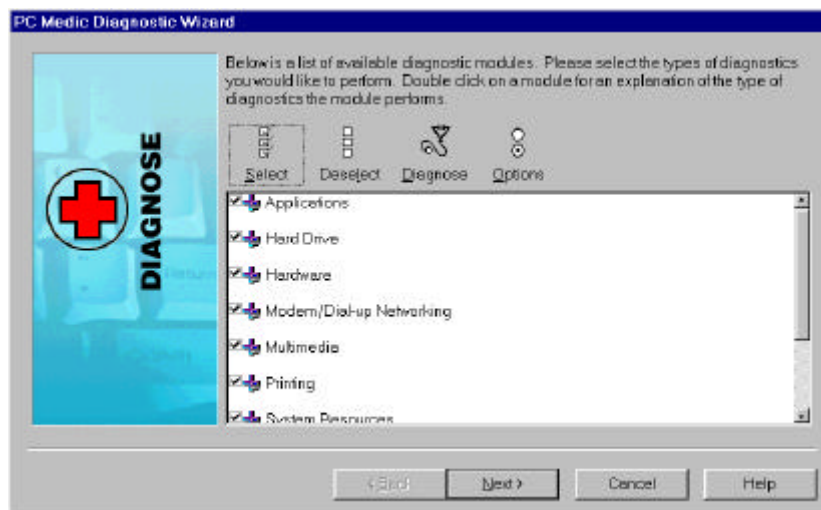 PC Medic Diagnostic Wizard
Below is a list of available diagnostic modules. Please select the types of diagnostics
you would like to perform. Double click on a module for an explanation of the type of
diagnostics the module performs.
DIAGNOSE
Select Deselect Diagnose Options
Applications
Hard Drive
Hardware
Modem/Dial-up Networking
Multimedia
Printing
System Resources
< Back Next > Cancel Help